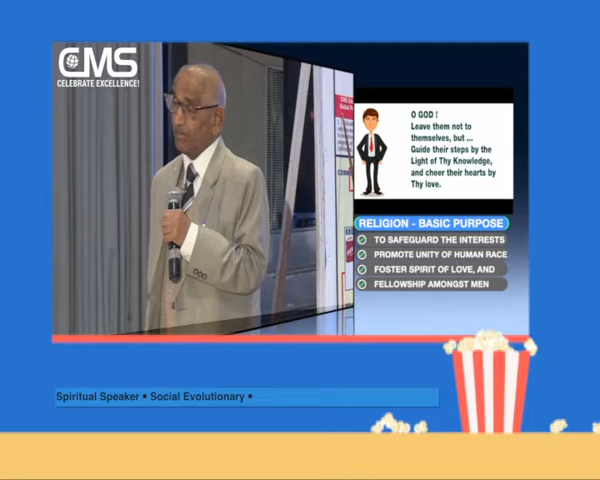 CMS
CELEBRATE EXCELLENCE!
O GOD !
Leave them not to
themselves, but ...
Guide their steps by the
Light of Thy Knowledge,
and cheer their hearts by
Thy love.
RELIGION - BASIC PURPOSE
TO SAFEGUARD THE INTERESTS
PROMOTE UNITY OF HUMAN RACE
FOSTER SPIRIT OF LOVE, AND
FELLOWSHIP AMONGST MEN
Spiritual Speaker ▪ Social Evolutionary ▪